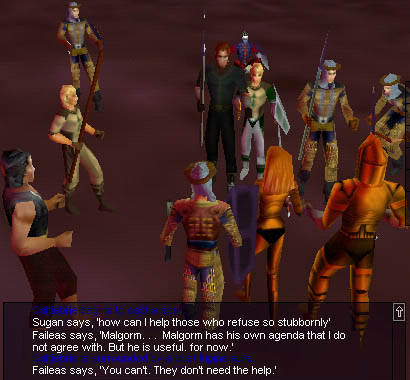 Sugan says, 'how can I help those who refuse so stubbornly'
Faileas says, 'Malgorm. . . Malgorm has his own agenda that I do
not agree with. But he is useful. for now.'
Faileas says, 'You can't. They don't need the help.'